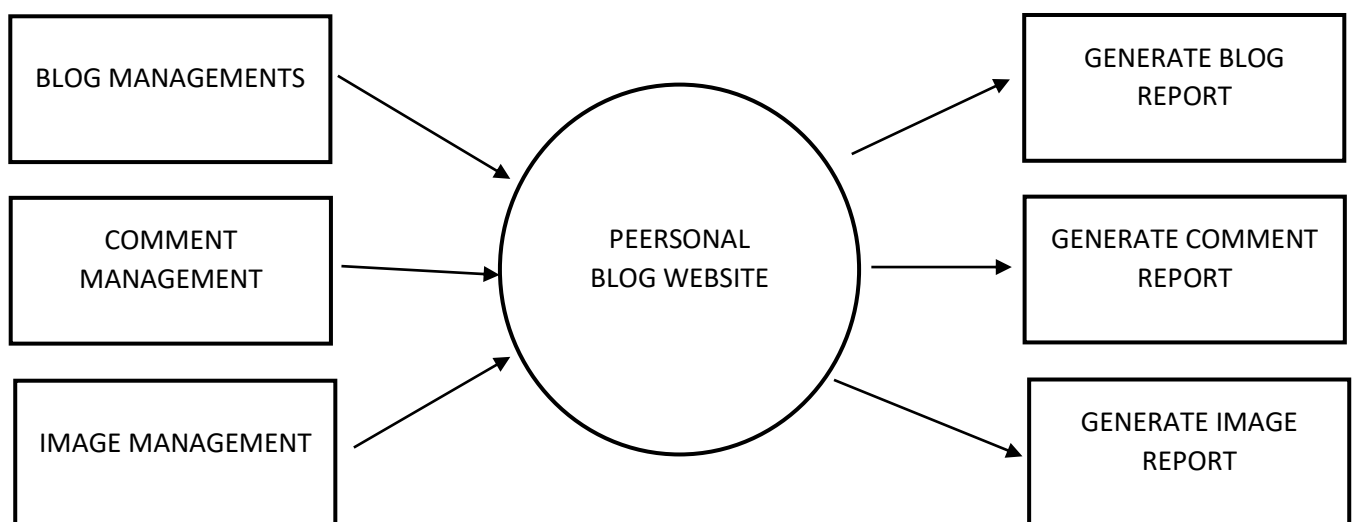 BLOG MANAGEMENTS
COMMENT
MANAGEMENT
IMAGE MANAGEMENT
PEERSONAL
BLOG WEBSITE
GENERATE BLOG
REPORT
GENERATE COMMENT
REPORT
GENERATE IMAGE
REPORT